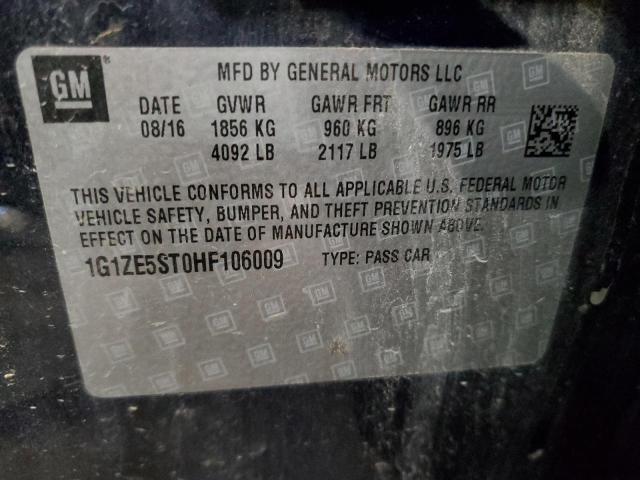 GM ®
MFD BY GENERAL MOTORS LLC
DATE GVWR GAWR FRT GAWR RR
08/16 1856 KG 960 KG 896 KG
4092 LB 2117 LB 1975 LB
THIS VEHICLE CONFORMS TO ALL APPLICABLE U.S. FEDERAL MOTOR
VEHICLE SAFETY, BUMPER, AND THEFT PREVENTION STANDARDS IN
EFFECT ON THE DATE OF MANUFACTURE SHOWN ABOVE.
1G1ZE5ST0HF106009 TYPE: PASS CAR